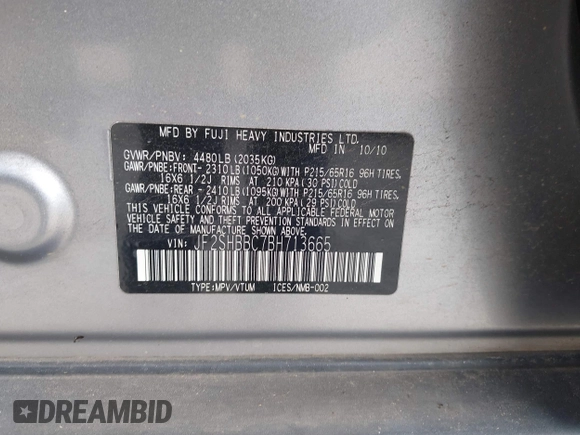 MFD BY FUJI HEAVY INDUSTRIES LTD.
MFD IN 10/10
GVWR/PNBV: 4480LB(2035KG)
GAWR/PNBE:FRONT- 2310LB(1050KG)WITH P215/65R16 96H TIRES,
16X6 1/2J RIMS AT 210 KPA(30 PSI)COLD
GAWR/PNBE:REAR - 2410LB(1095KG)WITH P215/65R16 96H TIRES,
16X6 1/2J RIMS AT 200 KPA(29 PSI)COLD
THIS VEHICLE CONFORMS TO ALL APPLICABLE FEDERAL MOTOR
VEHICLE SAFETY AND THEFT PREVENTION STANDARDS IN
EFFECT ON THE DATE OF MANUFACTURE SHOWN ABOVE.
VIN: JF2SHBBC7BH713665
TYPE:MPV/VTUM ICES/NMB-002
DREAMBID